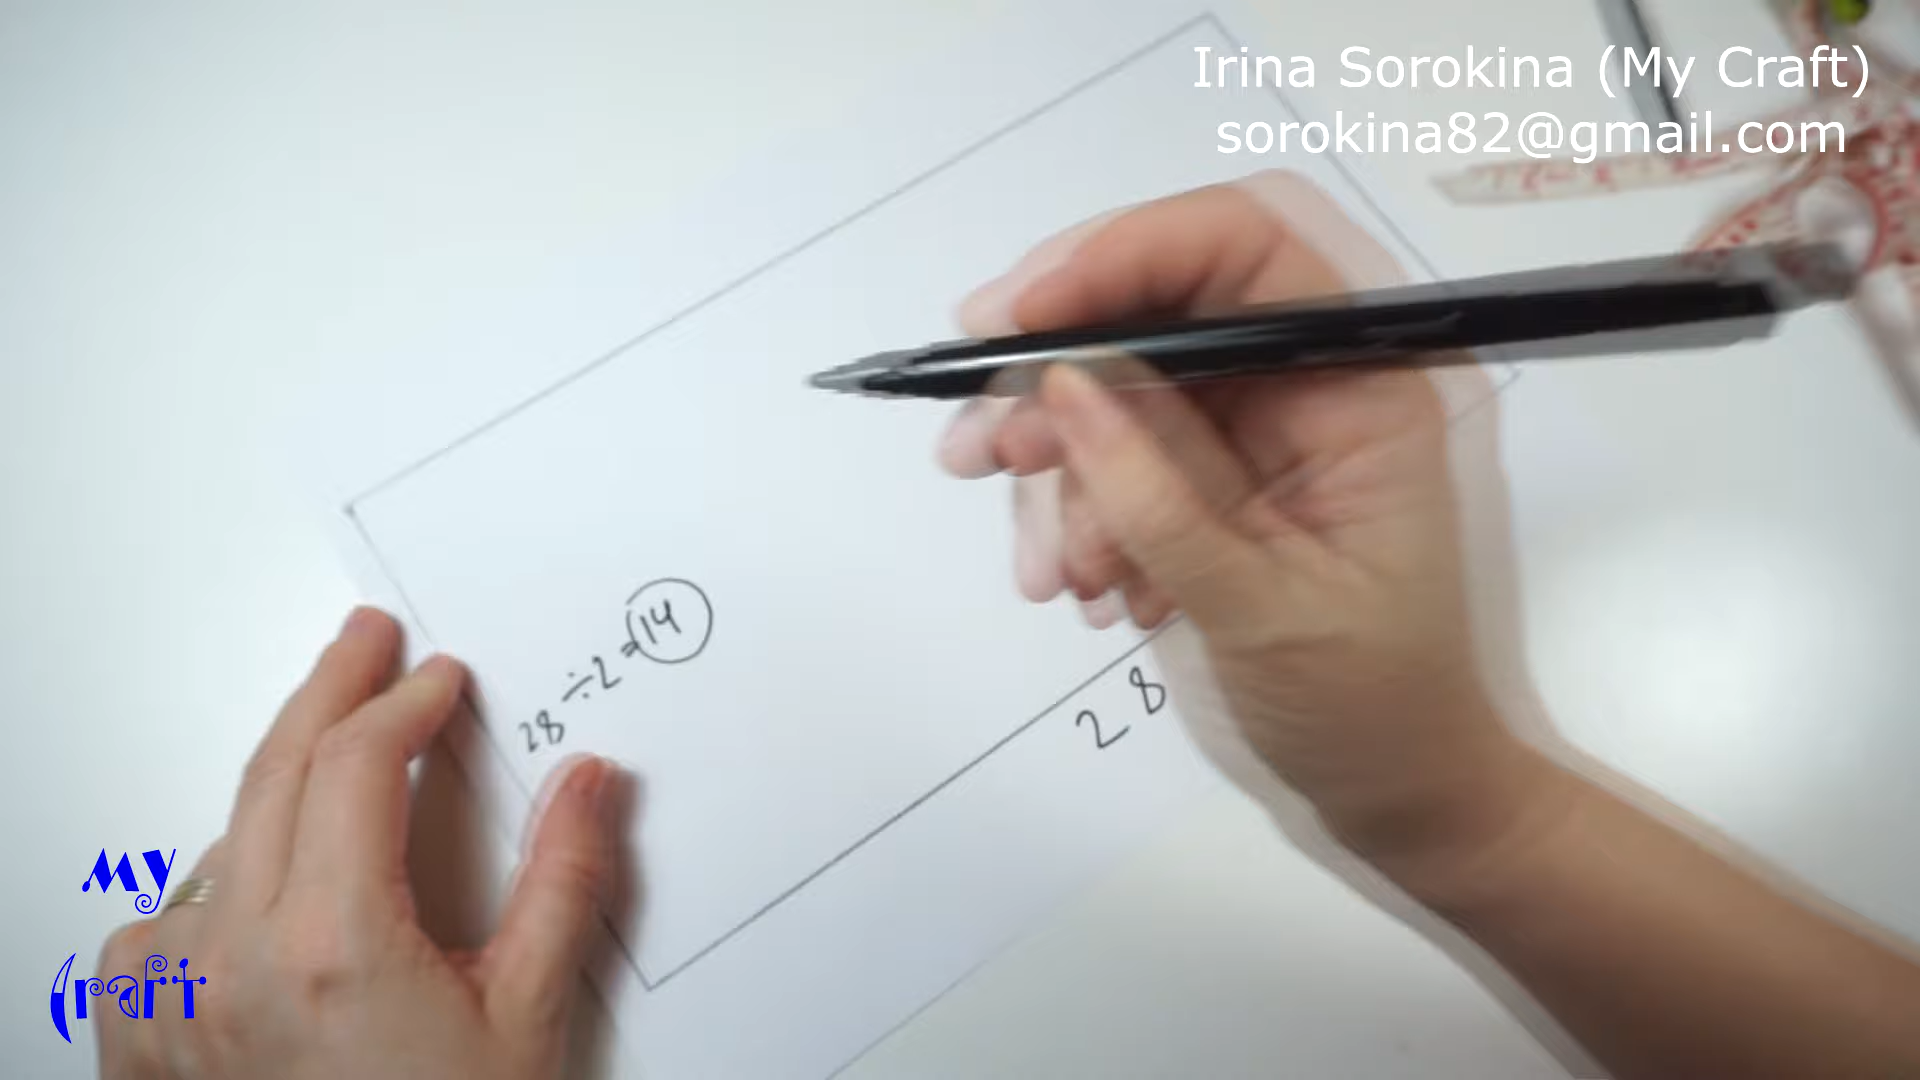 Irina Sorokina (My Craft)
sorokina82@gmail.com
28 ÷ 2 = 14
28
My
Craft